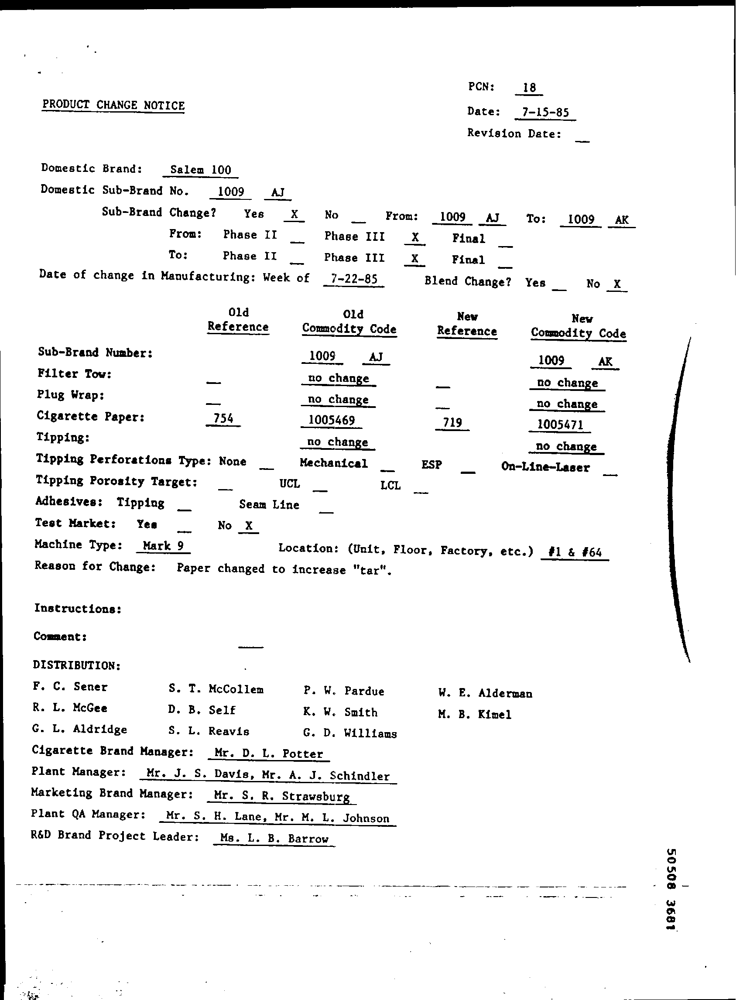 PCN: 18
PRODUCT CHANGE NOTICE
Date: 7-15-85
Revision Date: __
Domestic Brand: Salem 100
Domestic Sub-Brand No. 1009 AJ
Sub-Brand Change? Yes X No __ From: 1009 AJ To: 1009 AK
From: Phase II __ Phase III X Final __
To: Phase II __ Phase III X Final __
Date of change in Manufacturing: Week of 7-22-85 Blend Change? Yes __ No X
Old Reference Old Commodity Code New Reference New Commodity Code
Sub-Brand Number: 1009 AJ 1009 AK
Filter Tow: __ no change __ no change
Plug Wrap: __ no change __ no change
Cigarette Paper: 754 1005469 719 1005471
Tipping: no change no change
Tipping Perforations Type: None __ Mechanical __ ESP __ On-Line-Laser __
Tipping Porosity Target: __ UCL __ LCL __
Adhesives: Tipping __ Seam Line __
Test Market: Yes __ No X
Machine Type: Mark 9 Location: (Unit, Floor, Factory, etc.) #1 & #64
Reason for Change: Paper changed to increase "tar".
Instructions:
Comment: __
DISTRIBUTION:
F. C. Sener S. T. McCollem P. W. Pardue W. E. Alderman
R. L. McGee D. B. Self K. W. Smith M. B. Kimel
G. L. Aldridge S. L. Reavis G. D. Williams
Cigarette Brand Manager: Mr. D. L. Potter
Plant Manager: Mr. J. S. Davis, Mr. A. J. Schindler
Marketing Brand Manager: Mr. S. R. Strawsburg
Plant QA Manager: Mr. S. H. Lane, Mr. M. L. Johnson
R&D Brand Project Leader: Ms. L. B. Barrow
50508 3681